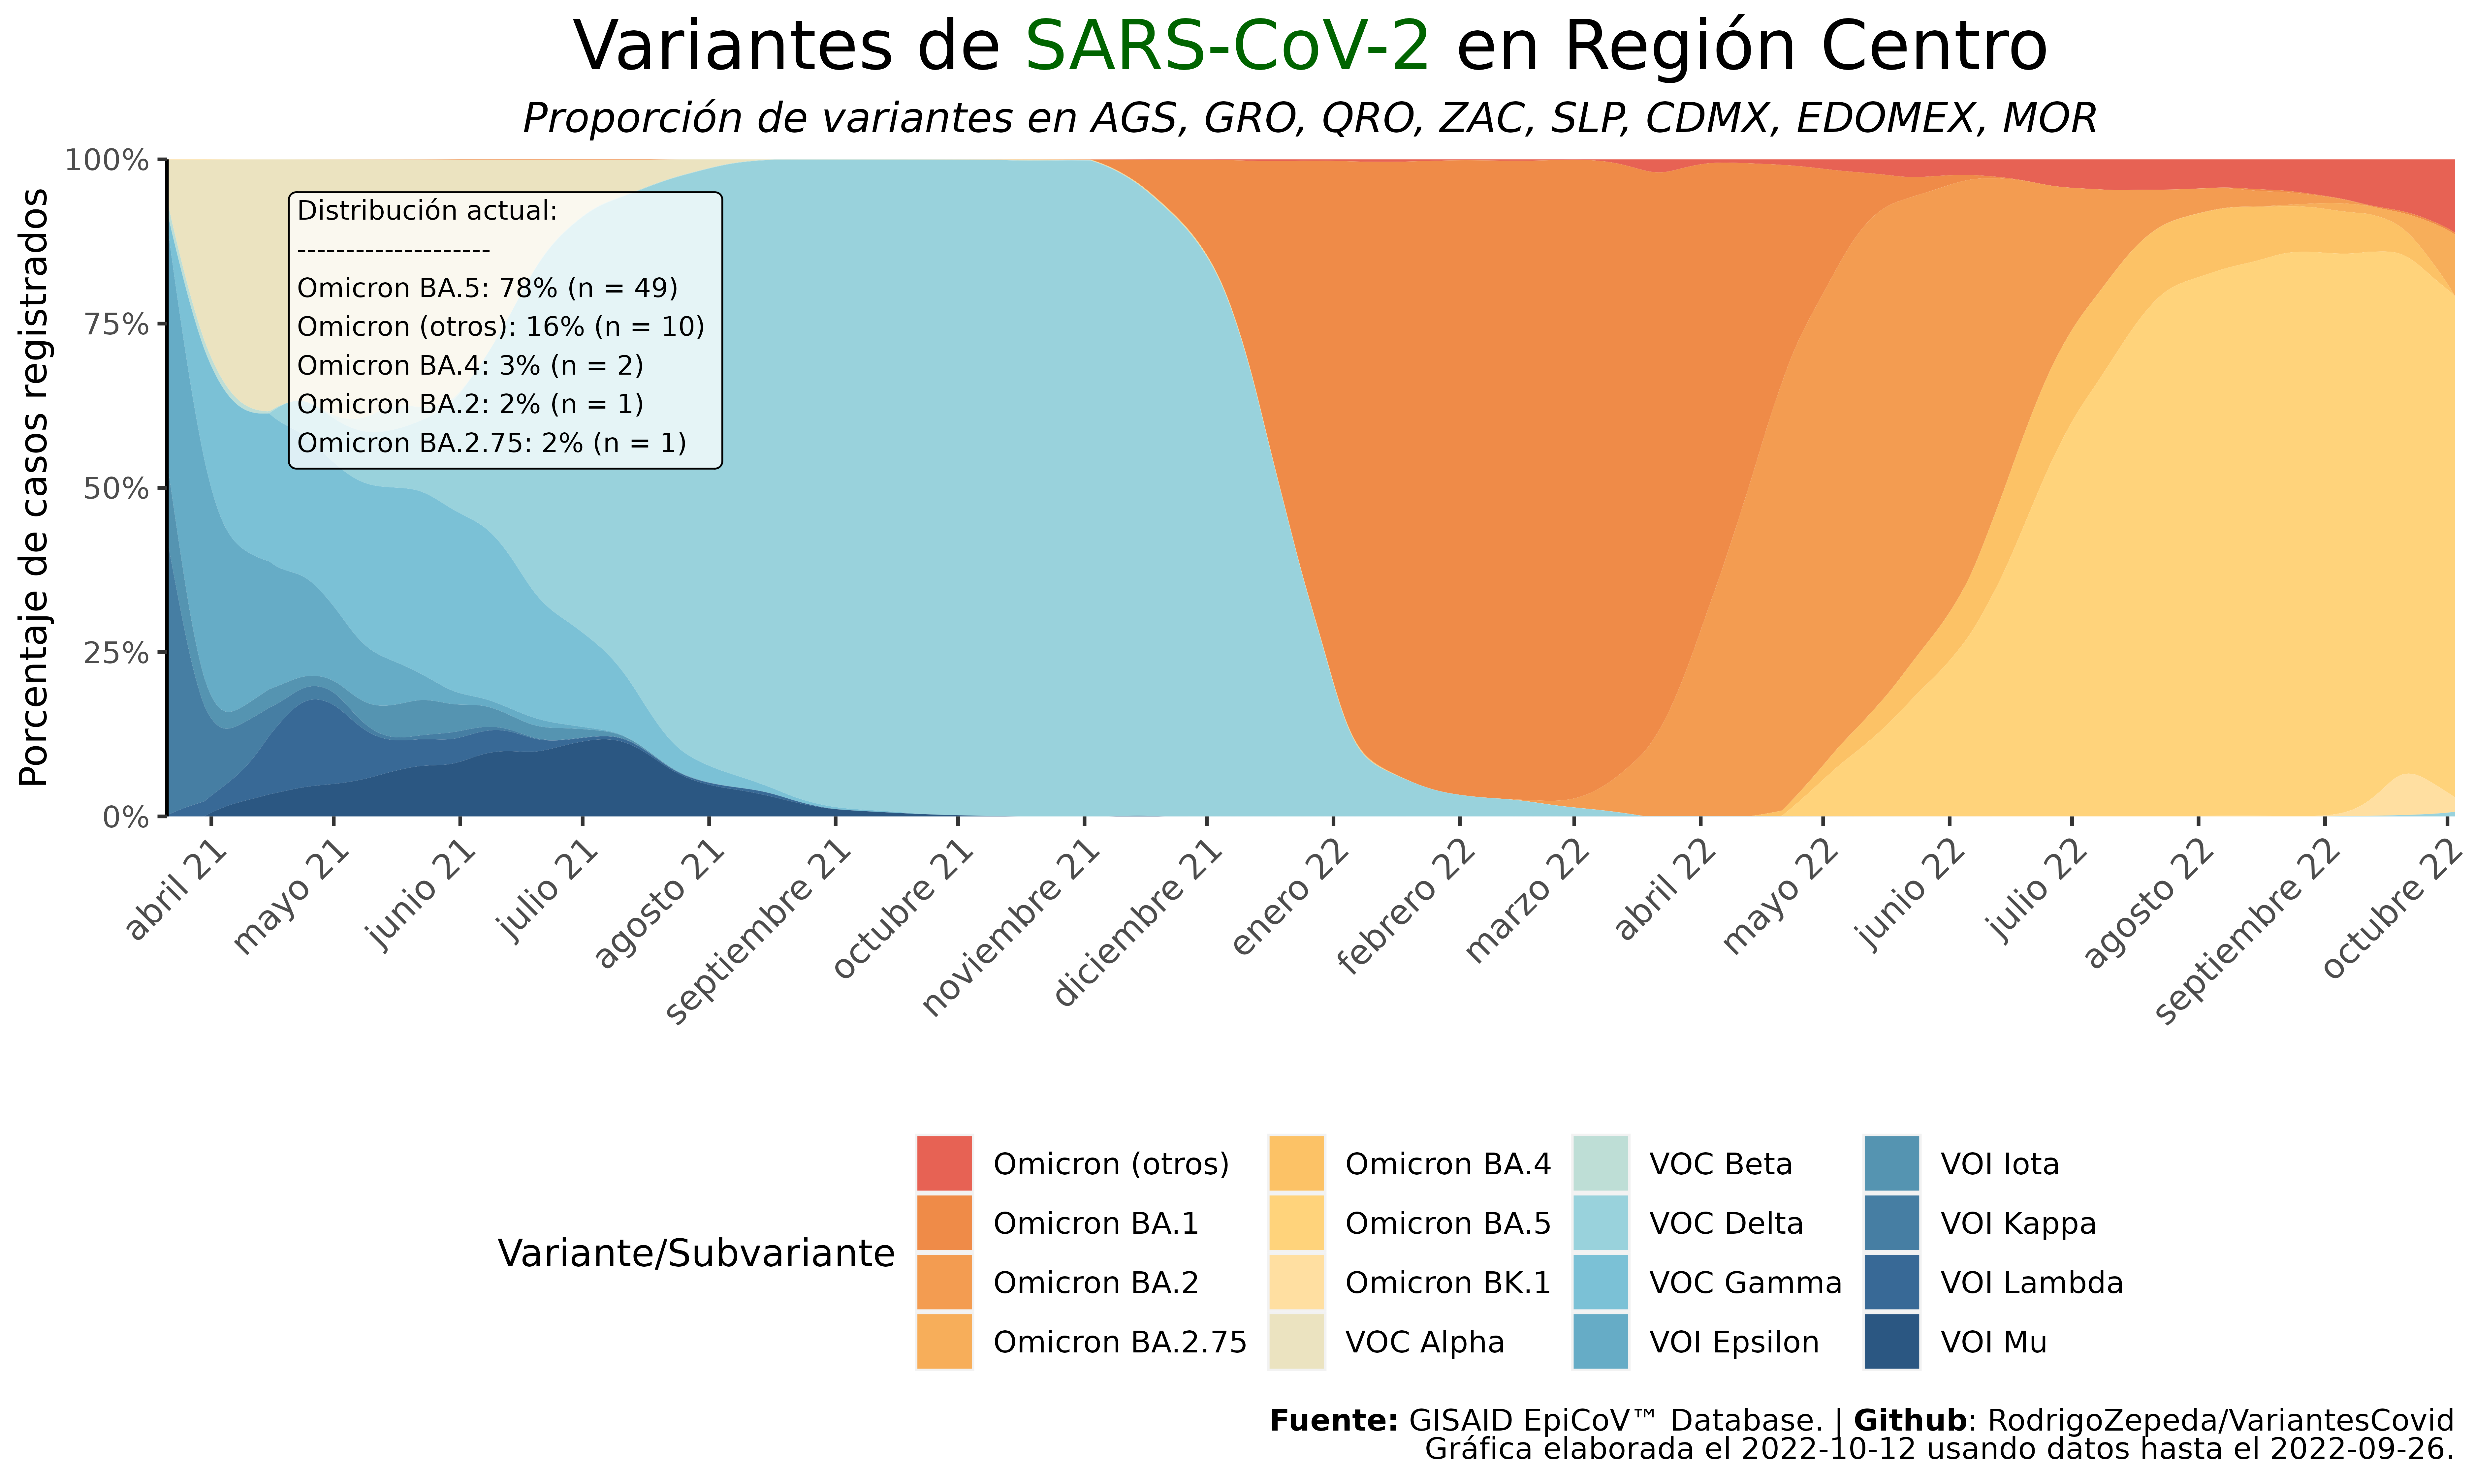 Variantes de SARS-CoV-2 en Región Centro
Proporción de variantes en AGS, GRO, QRO, ZAC, SLP, CDMX, EDOMEX, MOR
Porcentaje de casos registrados
100%
75%
50%
25%
0%
Distribución actual:
--------------------
Omicron BA.5: 78% (n = 49)
Omicron (otros): 16% (n = 10)
Omicron BA.4: 3% (n = 2)
Omicron BA.2: 2% (n = 1)
Omicron BA.2.75: 2% (n = 1)
abril 21
mayo 21
junio 21
julio 21
agosto 21
septiembre 21
octubre 21
noviembre 21
diciembre 21
enero 22
febrero 22
marzo 22
abril 22
mayo 22
junio 22
julio 22
agosto 22
septiembre 22
octubre 22
Variante/Subvariante
Omicron (otros)
Omicron BA.1
Omicron BA.2
Omicron BA.2.75
Omicron BA.4
Omicron BA.5
Omicron BK.1
VOC Alpha
VOC Beta
VOC Delta
VOC Gamma
VOI Epsilon
VOI Iota
VOI Kappa
VOI Lambda
VOI Mu
Fuente: GISAID EpiCoV™ Database. | Github: RodrigoZepeda/VariantesCovid
Gráfica elaborada el 2022-10-12 usando datos hasta el 2022-09-26.